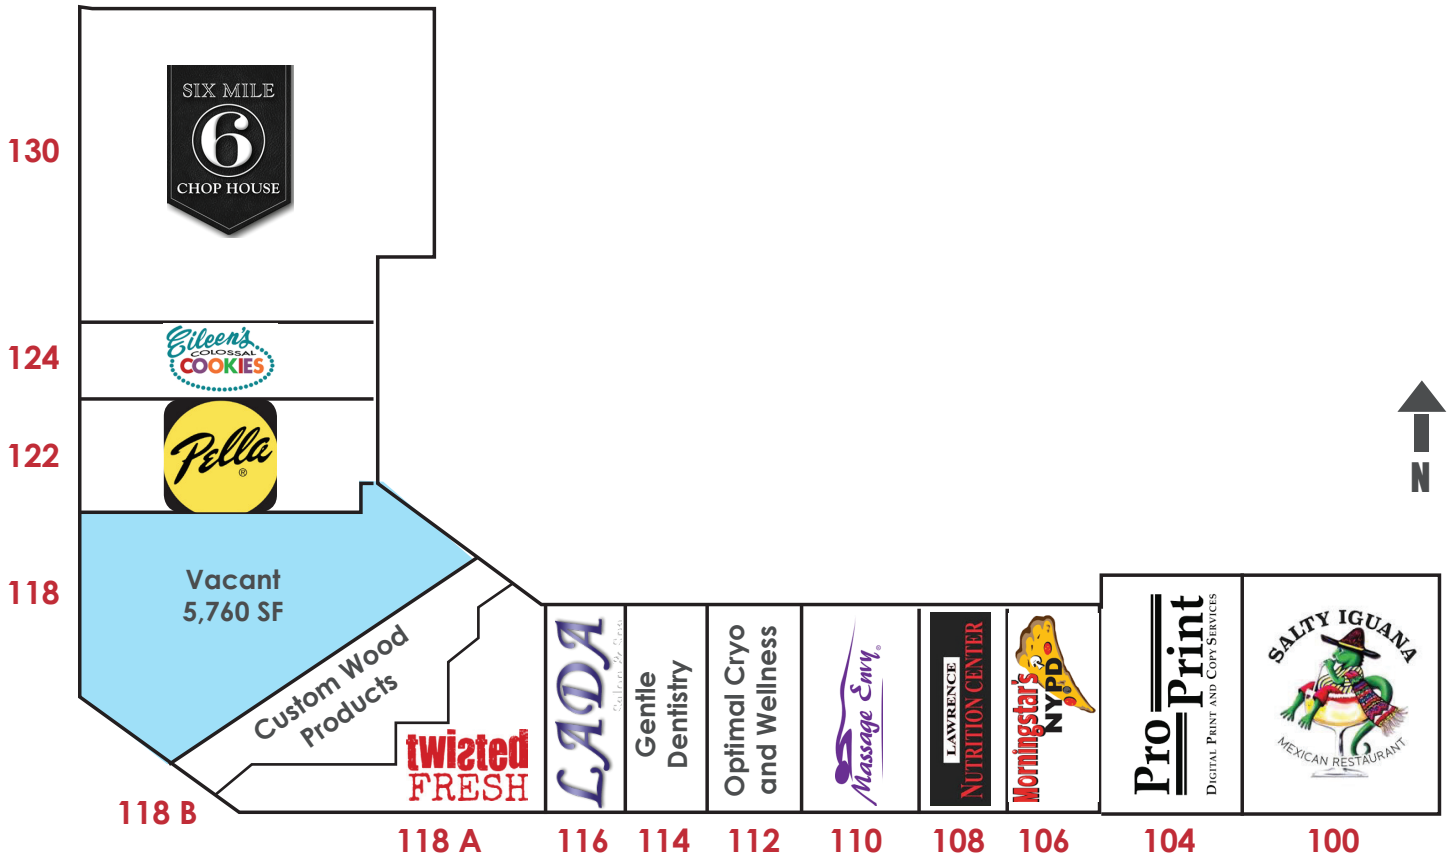 130
SIX MILE
6
CHOP HOUSE
124
Eileen's
COLOSSAL
COOKIES
122
Pella
®
N
118
Vacant
5,760 SF
Custom Wood
Products
118 B
twisted
FRESH
118 A
LADA
Salon & Spa
116
Gentle
Dentistry
114
Optimal Cryo
and Wellness
112
Massage Envy®
110
LAWRENCE
NUTRITION CENTER
108
Morningstar's
NYPD
106
Pro Print
DIGITAL PRINT AND COPY SERVICES
104
SALTY IGUANA
MEXICAN RESTAURANT
100